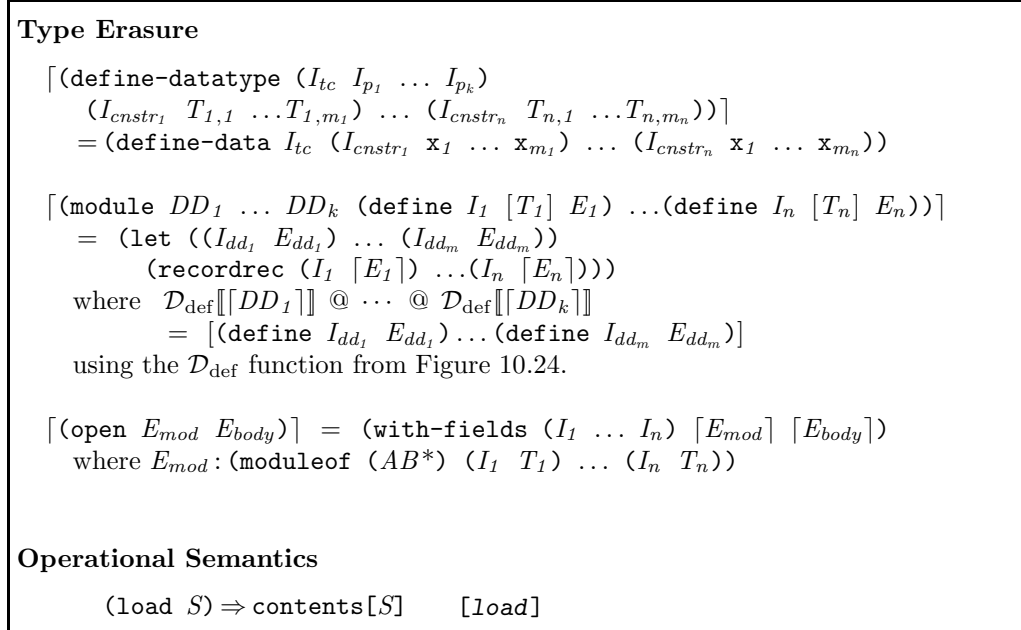 Type Erasure
⌈(define-datatype (I_tc I_p₁ ... I_pₖ)
(I_cnstr₁ T_1,1 ...T_1,m₁) ... (I_cnstrₙ T_n,1 ...T_n,mₙ))⌉
= (define-data I_tc (I_cnstr₁ x_1 ... x_m₁) ... (I_cnstrₙ x_1 ... x_mₙ))
⌈(module DD_1 ... DD_k (define I_1 [T_1] E_1) ...(define I_n [T_n] E_n))⌉
= (let ((I_dd₁ E_dd₁) ... (I_ddₘ E_ddₘ))
(recordrec (I_1 ⌈E_1⌉) ...(I_n ⌈E_n⌉)))
where 𝒟_def⟦⌈DD_1⌉⟧ @ ⋯ @ 𝒟_def⟦⌈DD_k⌉⟧
= [(define I_dd₁ E_dd₁)...(define I_ddₘ E_ddₘ)]
using the 𝒟_def function from Figure 10.24.
⌈(open E_mod E_body)⌉ = (with-fields (I_1 ... I_n) ⌈E_mod⌉ ⌈E_body⌉)
where E_mod : (moduleof (AB*) (I_1 T_1) ... (I_n T_n))
Operational Semantics
(load S) ⇒ contents[S] [load]